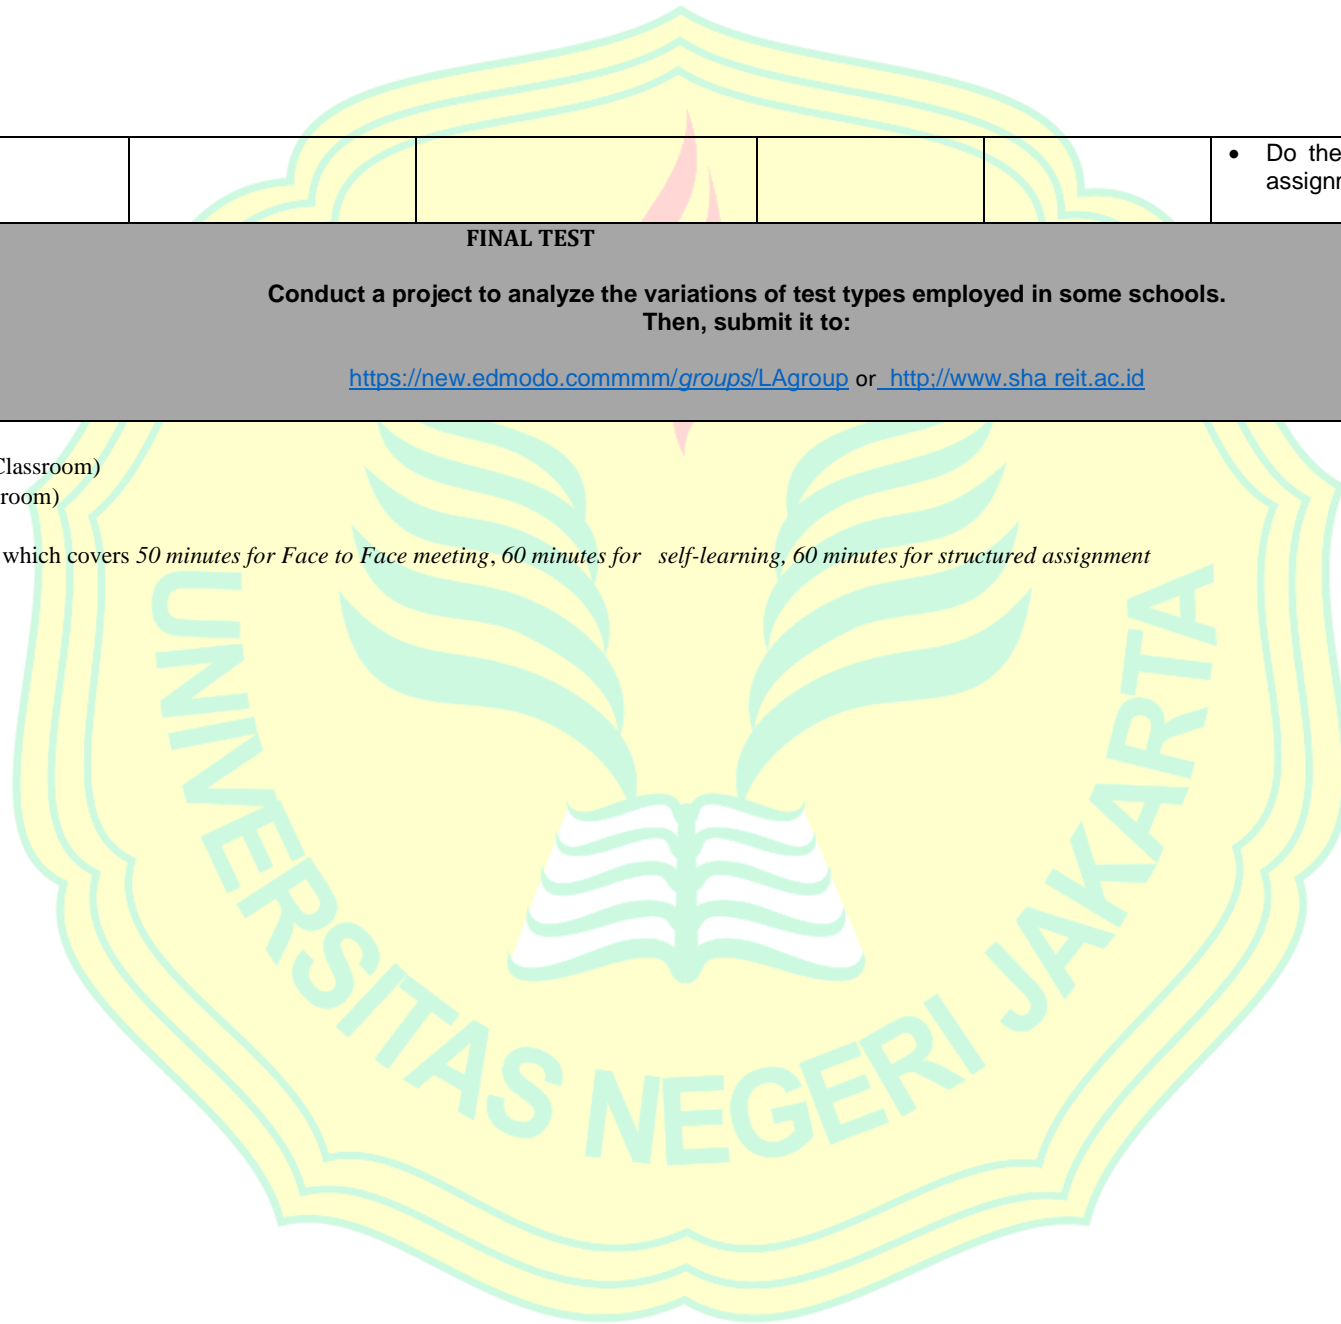 • Do the
assignr
FINAL TEST
Conduct a project to analyze the variations of test types employed in some schools.
Then, submit it to:
https://new.edmodo.commmm/groups/LAgroup or http;//www.sha reit.ac.id
Classroom)
room)
which covers 50 minutes for Face to Face meeting, 60 minutes for self-learning, 60 minutes for structured assignment
UNIVERSITAS NEGERI JAKARTA